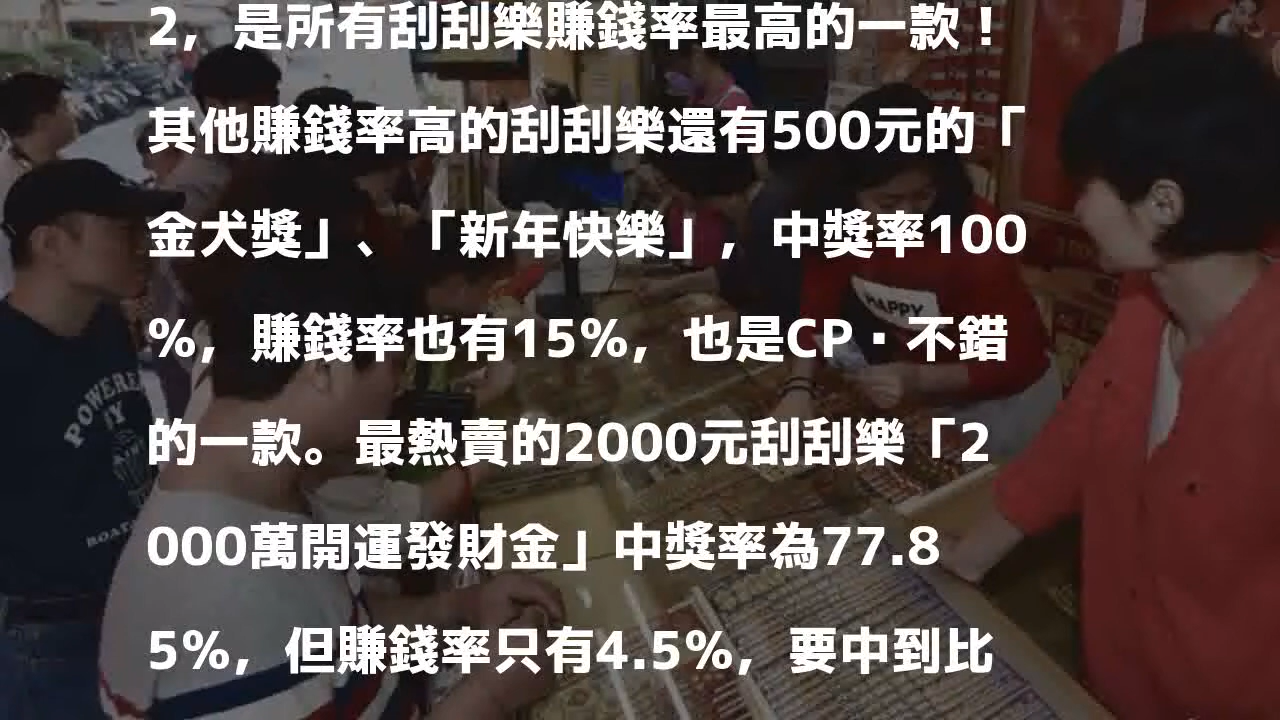 2，是所有刮刮樂賺錢率最高的一款！
其他賺錢率高的刮刮樂還有500元的「
金犬獎」、「新年快樂」，中獎率100
%，賺錢率也有15%，也是CP·不錯
的一款。最熱賣的2000元刮刮樂「2
000萬開運發財金」中獎率為77.8
5%，但賺錢率只有4.5%，要中到比
HAPPY
POWERE